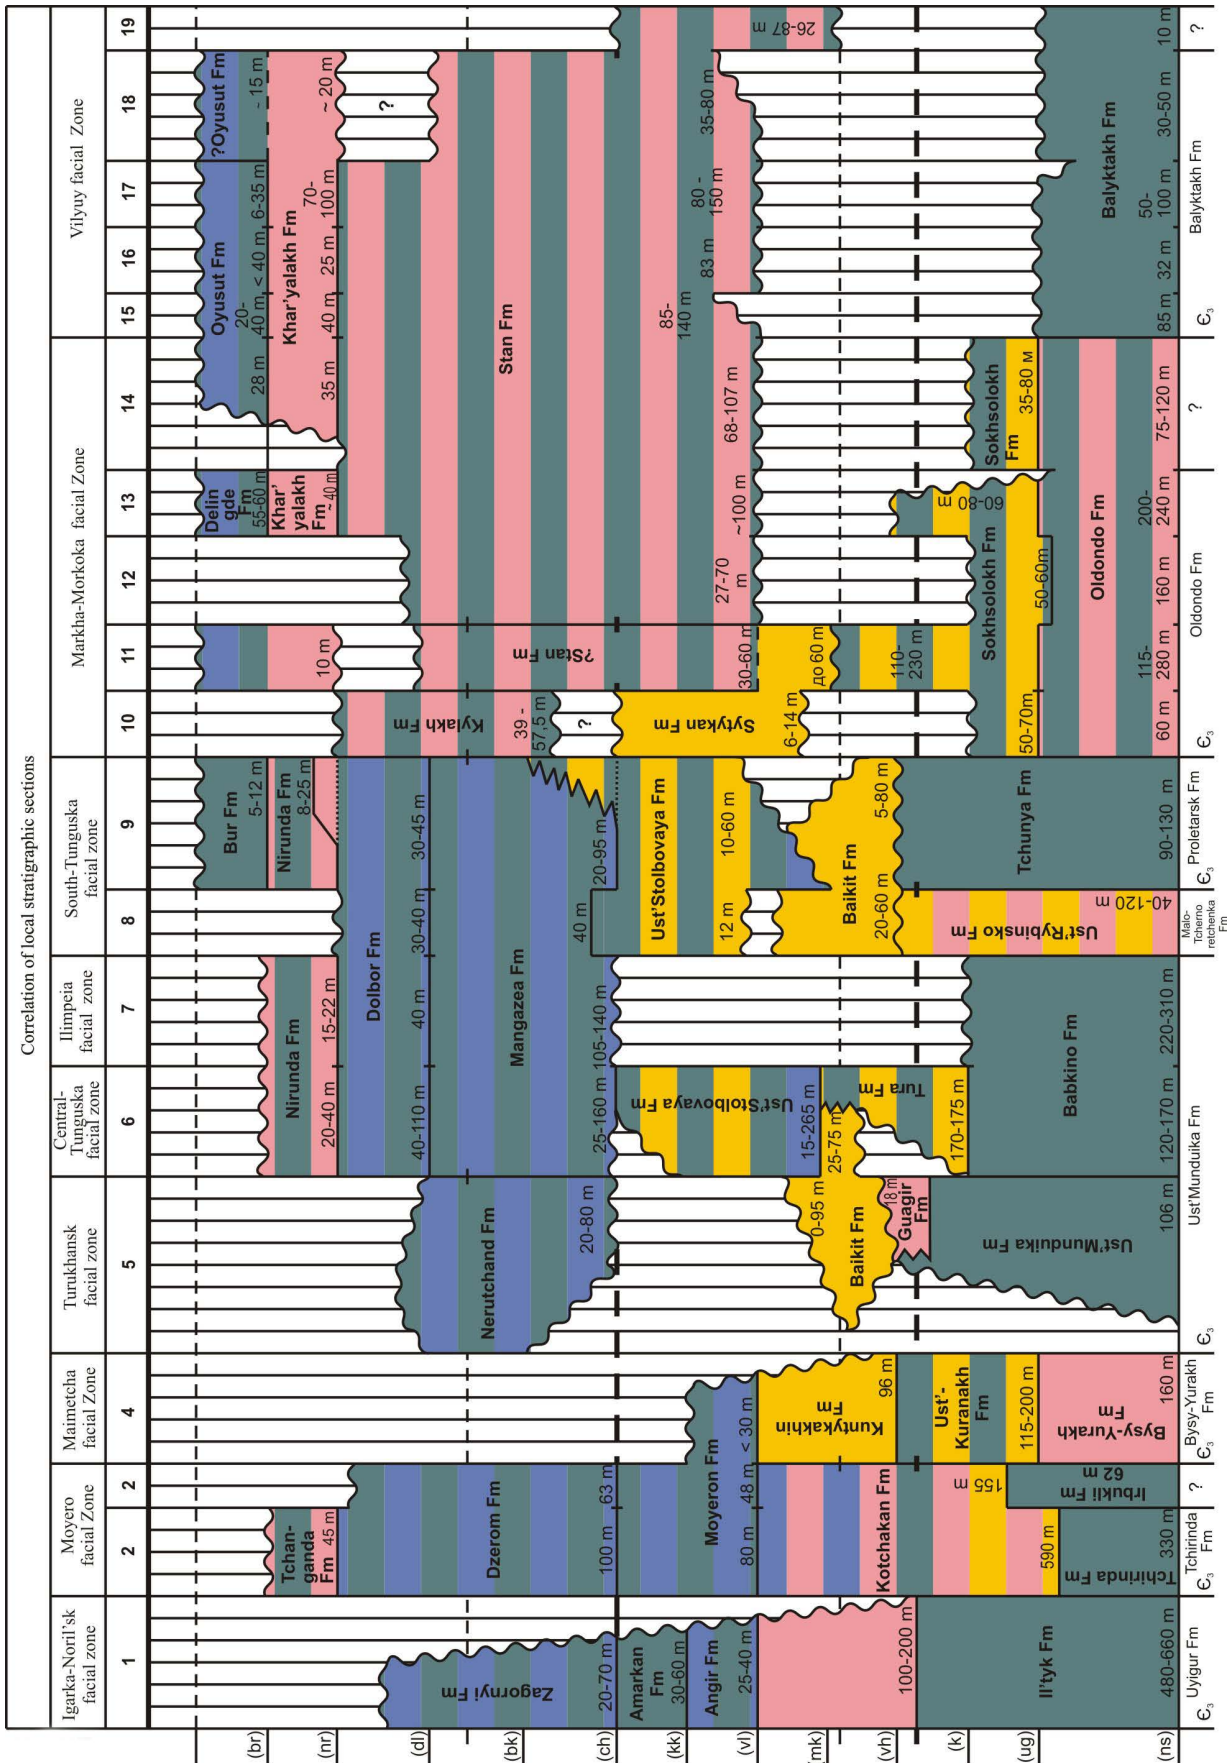 Correlation of local stratigraphic sections
Igarka-Noril'sk
facial zone
Moyero
facial Zone
Maimetcha
facial Zone
Turukhansk
facial zone
Central-
Tunguska
facial zone
Ilimpeia
facial zone
South-Tunguska
facial zone
Markha-Morkoka facial Zone
Vilyuy facial Zone
1
2
2
4
5
6
7
8
9
10
11
12
13
14
15
16
17
18
19
(br)
(nr)
(dl)
(bk)
(ch)
(kk)
(vl)
(mk)
(vh)
(k)
(ug)
(ns)
Zagornyi Fm
20-70 m
Amarkan
Fm
30-60 m
Angir Fm
25-40 m
100-200 m
Il'tyk Fm
480-660 m
Є₃ Uyigur Fm
Tchan-
ganda
Fm 45 m
Dzerom Fm
100 m
63 m
Moyeron Fm
80 m
48 m
< 30 m
Kotchakan Fm
155
m
590 m
Irbukli Fm
62 m
Tchirinda Fm
330 m
Є₃ Tchirinda
Fm
?
Kuntykakhin
Fm
96 m
Ust'-
Kuranakh
Fm
115-200 m
Bysy-Yurakh
Fm
160 m
Є₃ Bysy-Yurakh
Fm
Nerutchand Fm
20-80 m
0-95 m
Baikit Fm
18 m
Guagir
Fm
Ust'Munduika Fm
106 m
Є₃
Ust'Munduika Fm
Nirunda Fm
20-40 m
15-22 m
Dolbor Fm
40-110 m
40 m
30-40 m
30-45 m
Mangazea Fm
25-160 m
105-140 m
40 m
20-95 m
Ust'Stolbovaya Fm
15-265 m
25-75 m
Tura Fm
170-175 m
Babkino Fm
120-170 m
220-310 m
Bur Fm
5-12 m
Nirunda Fm
8-25 m
Ust'Stolbovaya Fm
12 m
10-60 m
Baikit Fm
20-60 m
5-80 m
Ust'Rybinsko Fm
40-120 m
Malo-
Tcherno
retchenka
Fm
Tchunya Fm
90-130 m
Є₃ Proletarsk Fm
Kylakh Fm
39 -
57,5 m
?
Sytykan Fm
6-14 m
50-70m
60 m
Є₃
10 m
?Stan Fm
30-60 m
до 60 m
110-
230 m
115-
280 m
Oldondo Fm
27-70
m
Sokhsolokh Fm
50-60m
160 m
Delin
gde
Fm
55-60 m
Khar'
yalakh
Fm
~ 40 m
~100 m
60-80 m
Oldondo Fm
200-
240 m
28 m
35 m
Stan Fm
68-107 m
Sokhsolokh
Fm
35-80 м
75-120 m
?
Oyusut Fm
20-
40 m
< 40 m
6-35 m
Khar'yalakh Fm
40 m
25 m
70-
100 m
85-
140 m
83 m
80 -
150 m
85 m
32 m
50-
100 m
Є₃
Balyktakh Fm
Balyktakh Fm
?Oyusut Fm
~ 15 m
~ 20 m
?
35-80 m
30-50 m
26-87 m
10 m
?